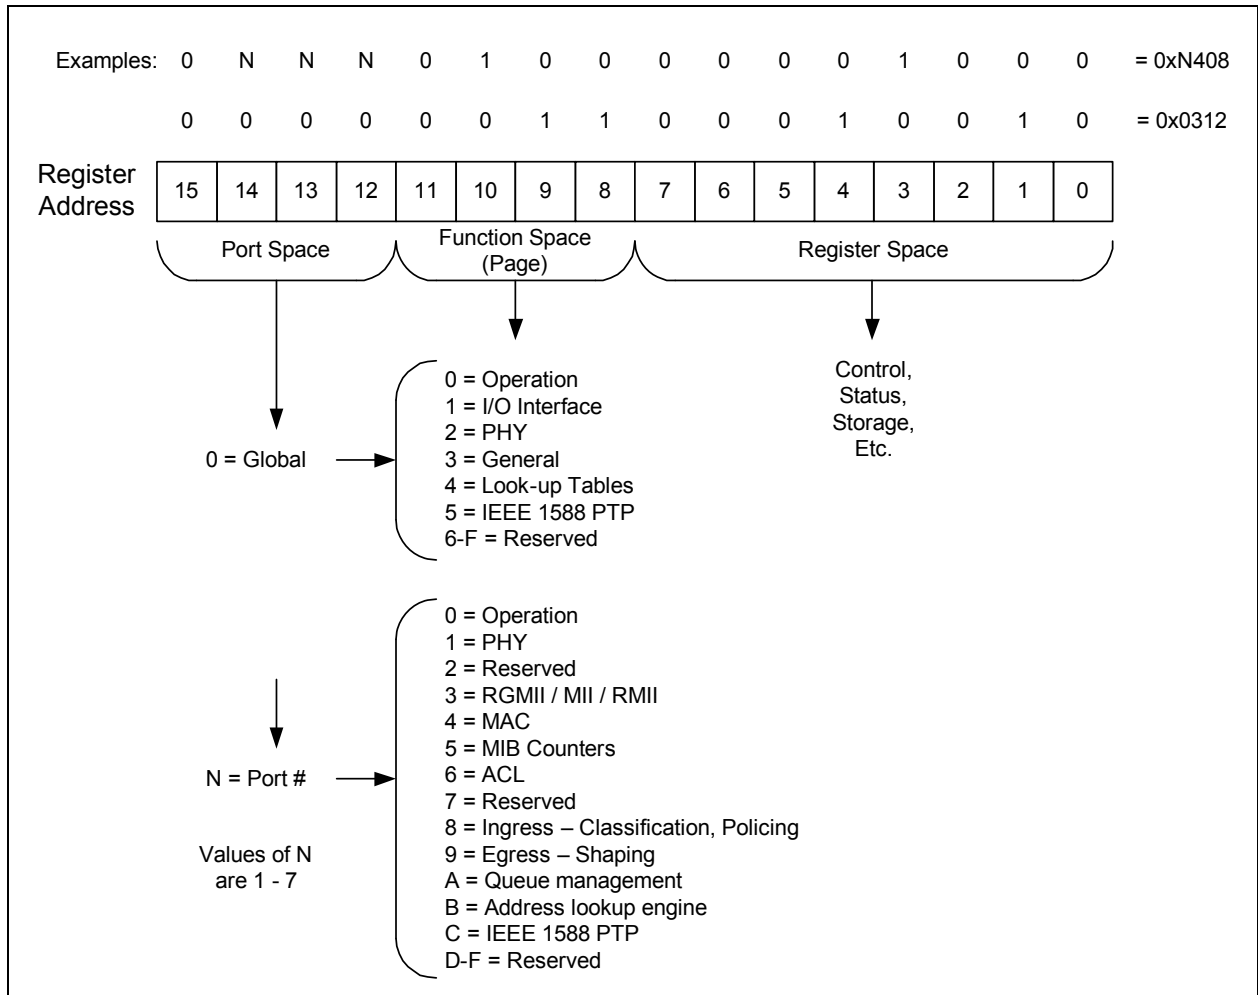 Examples: 0 N N N 0 1 0 0 0 0 0 0 1 0 0 0 = 0xN408
0 0 0 0 0 0 1 1 0 0 0 1 0 0 1 0 = 0x0312
Register
Address
15 14 13 12 11 10 9 8 7 6 5 4 3 2 1 0
Port Space
Function Space
(Page)
Register Space
0 = Global
0 = Operation
1 = I/O Interface
2 = PHY
3 = General
4 = Look-up Tables
5 = IEEE 1588 PTP
6-F = Reserved
Control,
Status,
Storage,
Etc.
N = Port #
Values of N
are 1 - 7
0 = Operation
1 = PHY
2 = Reserved
3 = RGMII / MII / RMII
4 = MAC
5 = MIB Counters
6 = ACL
7 = Reserved
8 = Ingress – Classification, Policing
9 = Egress – Shaping
A = Queue management
B = Address lookup engine
C = IEEE 1588 PTP
D-F = Reserved